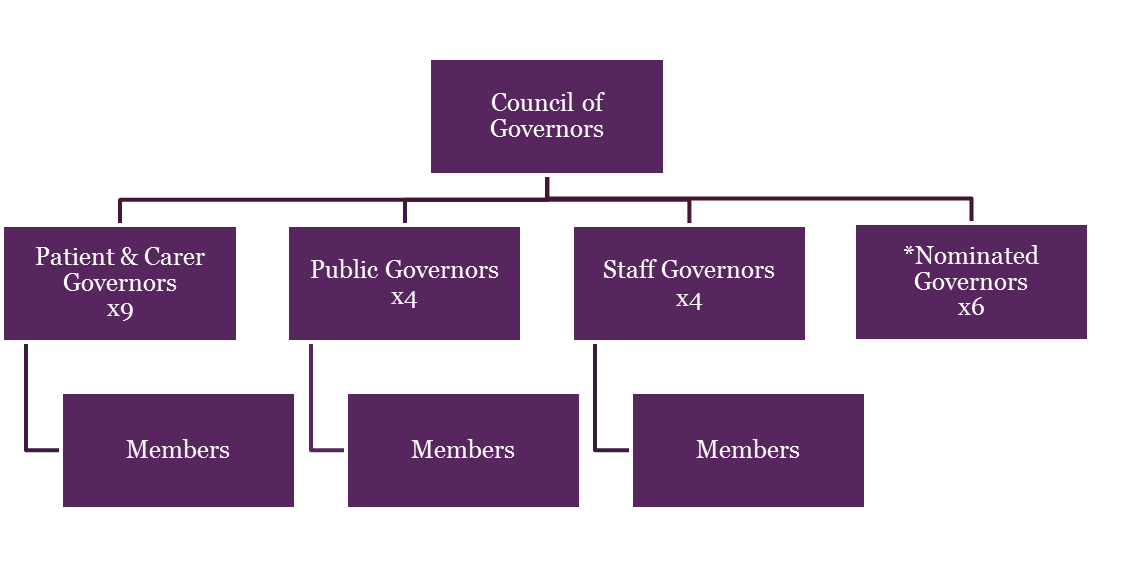 Council of
Governors
Patient & Carer
Governors
x9
Public Governors
x4
Staff Governors
x4
*Nominated
Governors
x6
Members
Members
Members